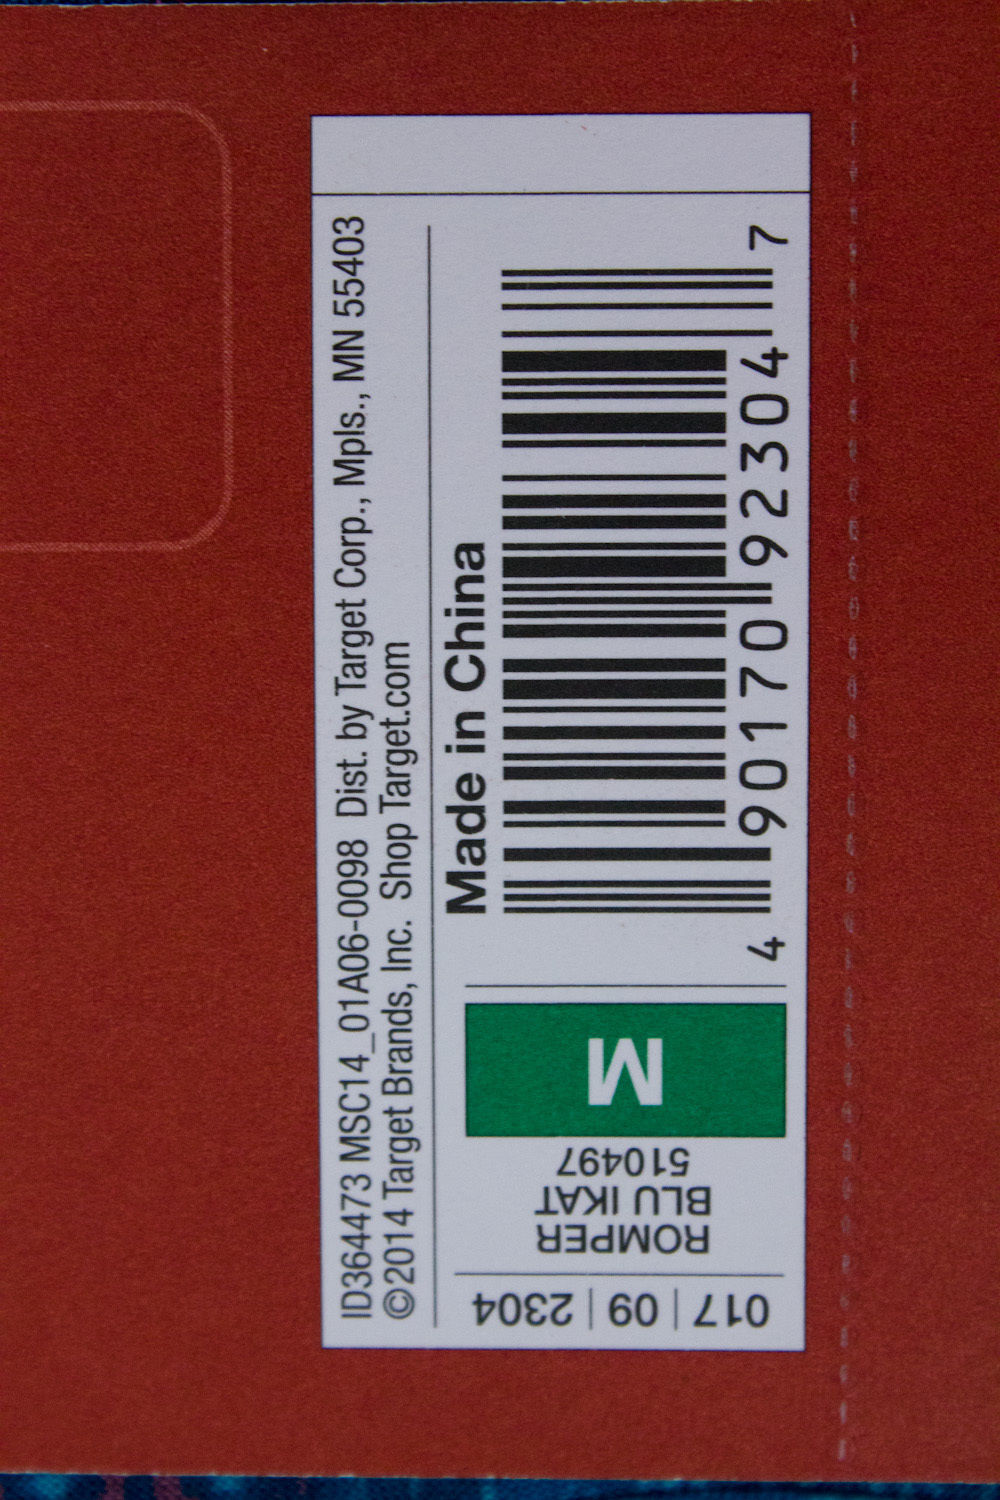 ID364473 MSC14_01A06-0098 Dist. by Target Corp., Mpls., MN 55403
©2014 Target Brands, Inc. Shop Target.com
Made in China
4 90170 92304 7
017 | 09 | 2304
ROMPER
BLU IKAT
510497
M